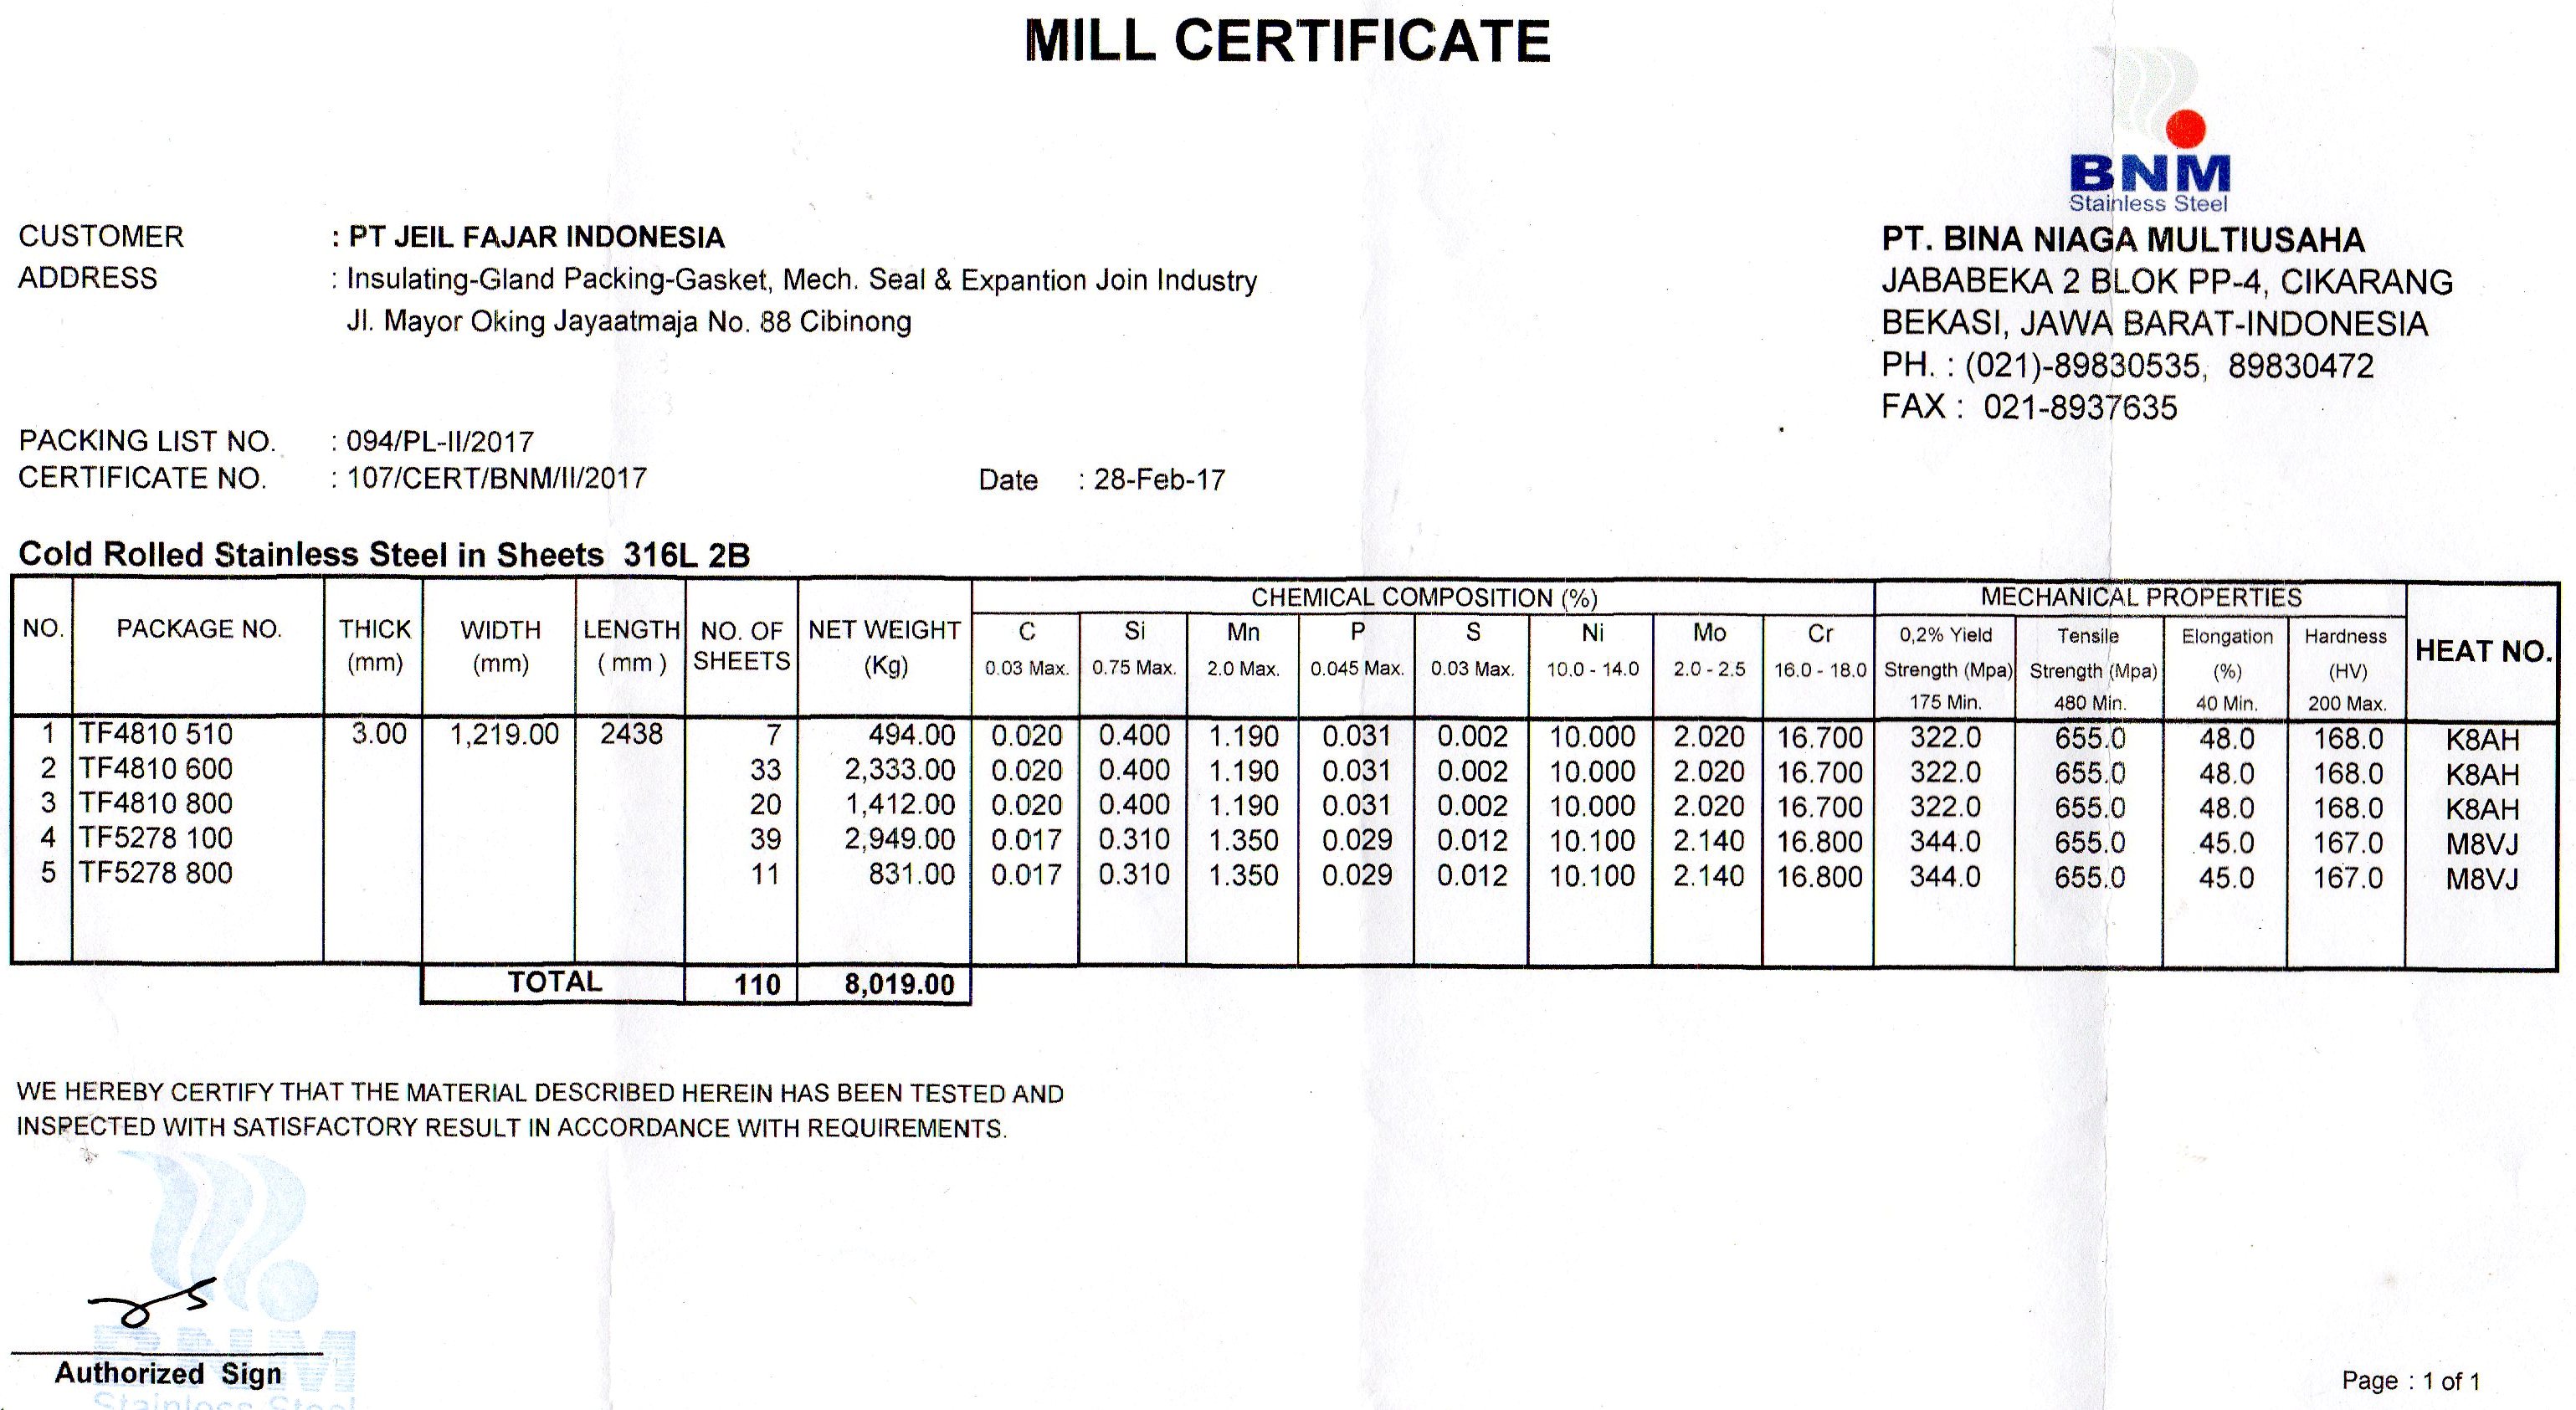 MILL CERTIFICATE
BNM
Stainless Steel
CUSTOMER : PT JEIL FAJAR INDONESIA
ADDRESS : Insulating-Gland Packing-Gasket, Mech. Seal & Expantion Join Industry
Jl. Mayor Oking Jayaatmaja No. 88 Cibinong
PT. BINA NIAGA MULTIUSAHA
JABABEKA 2 BLOK PP-4, CIKARANG
BEKASI, JAWA BARAT-INDONESIA
PH. : (021)-89830535, 89830472
FAX : 021-8937635
PACKING LIST NO. : 094/PL-II/2017
CERTIFICATE NO. : 107/CERT/BNM/II/2017 Date : 28-Feb-17
Cold Rolled Stainless Steel in Sheets 316L 2B
CHEMICAL COMPOSITION (%) MECHANICAL PROPERTIES
NO. PACKAGE NO. THICK WIDTH LENGTH NO. OF NET WEIGHT C Si Mn P S Ni Mo Cr 0,2% Yield Tensile Elongation Hardness HEAT NO.
(mm) (mm) ( mm ) SHEETS (Kg) 0.03 Max. 0.75 Max. 2.0 Max. 0.045 Max. 0.03 Max. 10.0 - 14.0 2.0 - 2.5 16.0 - 18.0 Strength (Mpa) Strength (Mpa) (%) (HV)
175 Min. 480 Min. 40 Min. 200 Max.
1 TF4810 510 3.00 1,219.00 2438 7 494.00 0.020 0.400 1.190 0.031 0.002 10.000 2.020 16.700 322.0 655.0 48.0 168.0 K8AH
2 TF4810 600 33 2,333.00 0.020 0.400 1.190 0.031 0.002 10.000 2.020 16.700 322.0 655.0 48.0 168.0 K8AH
3 TF4810 800 20 1,412.00 0.020 0.400 1.190 0.031 0.002 10.000 2.020 16.700 322.0 655.0 48.0 168.0 K8AH
4 TF5278 100 39 2,949.00 0.017 0.310 1.350 0.029 0.012 10.100 2.140 16.800 344.0 655.0 45.0 167.0 M8VJ
5 TF5278 800 11 831.00 0.017 0.310 1.350 0.029 0.012 10.100 2.140 16.800 344.0 655.0 45.0 167.0 M8VJ
TOTAL 110 8,019.00
WE HEREBY CERTIFY THAT THE MATERIAL DESCRIBED HEREIN HAS BEEN TESTED AND
INSPECTED WITH SATISFACTORY RESULT IN ACCORDANCE WITH REQUIREMENTS.
BNM
Authorized Sign
Stainless Steel
Page : 1 of 1